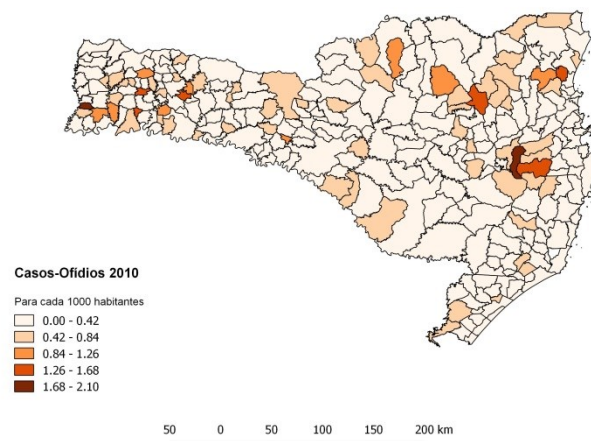 Casos-Ofídios 2010
Para cada 1000 habitantes
0.00 - 0.42
0.42 - 0.84
0.84 - 1.26
1.26 - 1.68
1.68 - 2.10
50 0 50 100 150 200 km